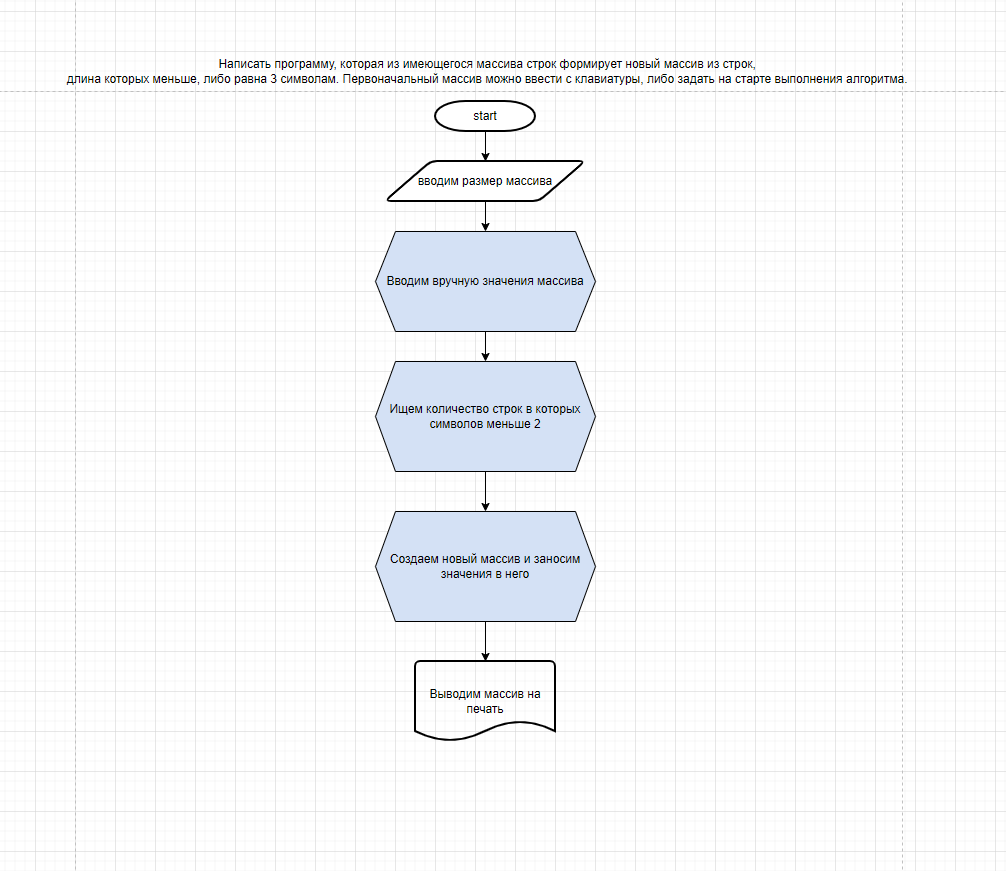 Написать программу, которая из имеющегося массива строк формирует новый массив из строк,
длина которых меньше, либо равна 3 символам. Первоначальный массив можно ввести с клавиатуры, либо задать на старте выполнения алгоритма.
start
вводим размер массива
Вводим вручную значения массива
Ищем количество строк в которых
символов меньше 2
Создаем новый массив и заносим
значения в него
Выводим массив на
печать